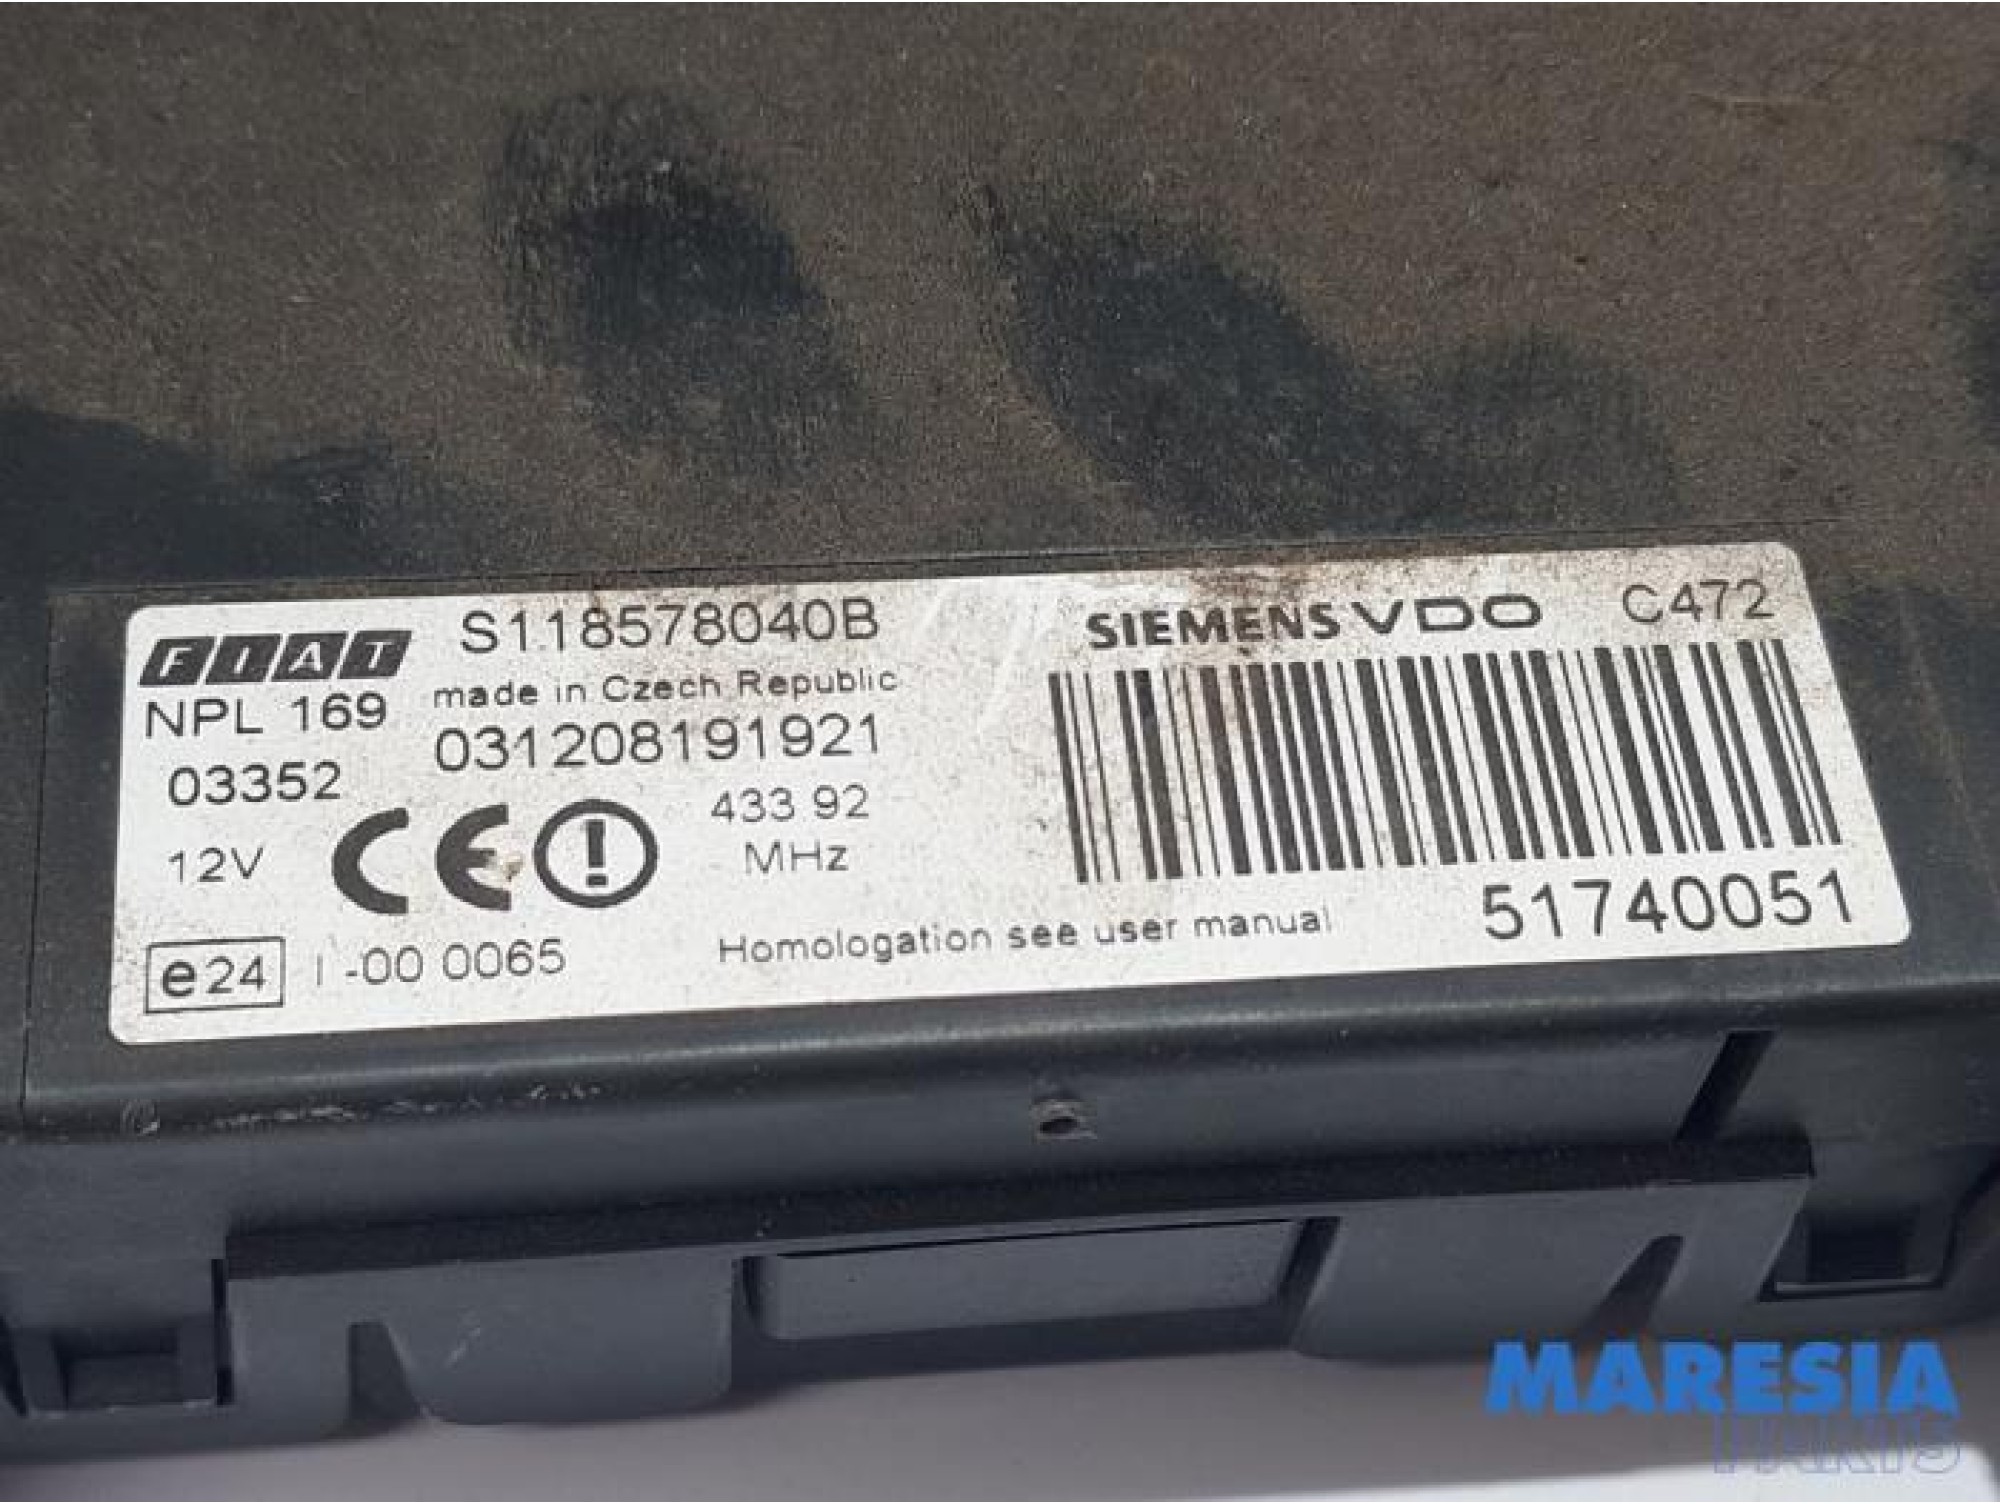 FIAT S118578040B SIEMENS VDO C472
NPL 169 made in Czech Republic
03352 031208191921
12V CE 433 92
MHz
51740051
e24 I -00 0065 Homologation see user manual
MARESIA
PARTS